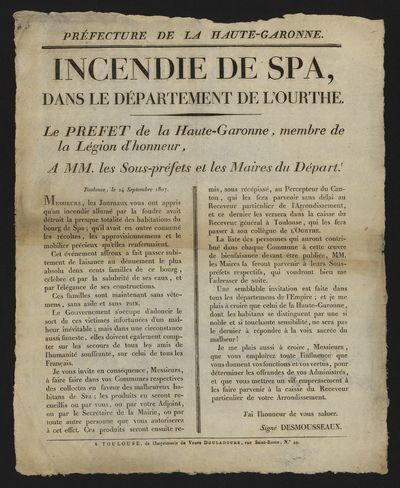 PRÉFECTURE DE LA HAUTE-GARONNE.
INCENDIE DE SPA,
DANS LE DÉPARTEMENT DE L'OURTHE.
Le PREFET de la Haute-Garonne, membre de
la Légion d'honneur,
A MM. les Sous-préfets et les Maires du Départ.t
Toulouse, le 14 Septembre 1807.
MESSIEURS, les Journaux vous ont appris
qu'un incendie allumé par la foudre avait
détruit la presque totalité des habitations du
bourg de Spa; qu'il avait en outre consumé
les récoltes, les approvisionnemens et le
mobilier précieux qu'elles renfermaient.
Cet événement affreux a fait passer subi-
tement de l'aisance au dénuement le plus
absolu deux cents familles de ce bourg,
célèbre et par la salubrité de ses eaux, et
par l'élégance de ses constructions.
Ces familles sont maintenant sans vête-
mens, sans asile et sans PAIN.
Le Gouvernement s'occupe d'adoucir le
sort de ces victimes infortunées d'un mal-
heur inévitable; mais dans une circonstance
aussi funeste, elles doivent également comp-
ter sur les secours de tous les amis de
l'humanité souffrante, sur celui de tous les
Français.
Je vous invite en conséquence, Messieurs,
à faire faire dans vos Communes respectives
des collectes en faveur des malheureux ha-
bitans de Spa; les produits en seront re-
cueillis ou par vous, ou par votre Adjoint,
ou par le Secrétaire de la Mairie, ou par
toute autre personne que vous autoriserez
à cet effet. Ces produits seront ensuite re-
mis, sous récépissé, au Percepteur du Can-
ton, qui les fera parvenir sans délai au
Receveur particulier de l'Arrondissement,
et ce dernier les versera dans la caisse du
Receveur général à Toulouse, qui les fera
passer à son collègue de L'OURTHE.
La liste des personnes qui auront contri-
bué dans chaque Commune à cette œuvre
de bienfaisance devant être publiée, MM.
les Maires la feront parvenir à leurs Sous-
préfets respectifs, qui voudront bien me
l'adresser de suite.
Une semblable invitation est faite dans
tous les départemens de l'Empire; et je me
plais à croire que celui de la Haute-Garonne,
dont les habitans se distinguent par une si
noble et si touchante sensibilité, ne sera pas
le dernier à répondre à la voix sacrée du
malheur!
Je me plais aussi à croire, Messieurs,
que vous emploîrez toute l'influence que
vous donnent vos fonctions et vos vertus, pour
déterminer les offrandes de vos Administrés,
et que vous mettrez un vif empressement à
les faire parvenir à la caisse du Receveur
particulier de votre Arrondissement.
J'ai l'honneur de vous saluer.
Signé DESMOUSSEAUX.
A TOULOUSE, de l'Imprimerie de Veuve DOULADOURE, rue Saint-Rome, N.°